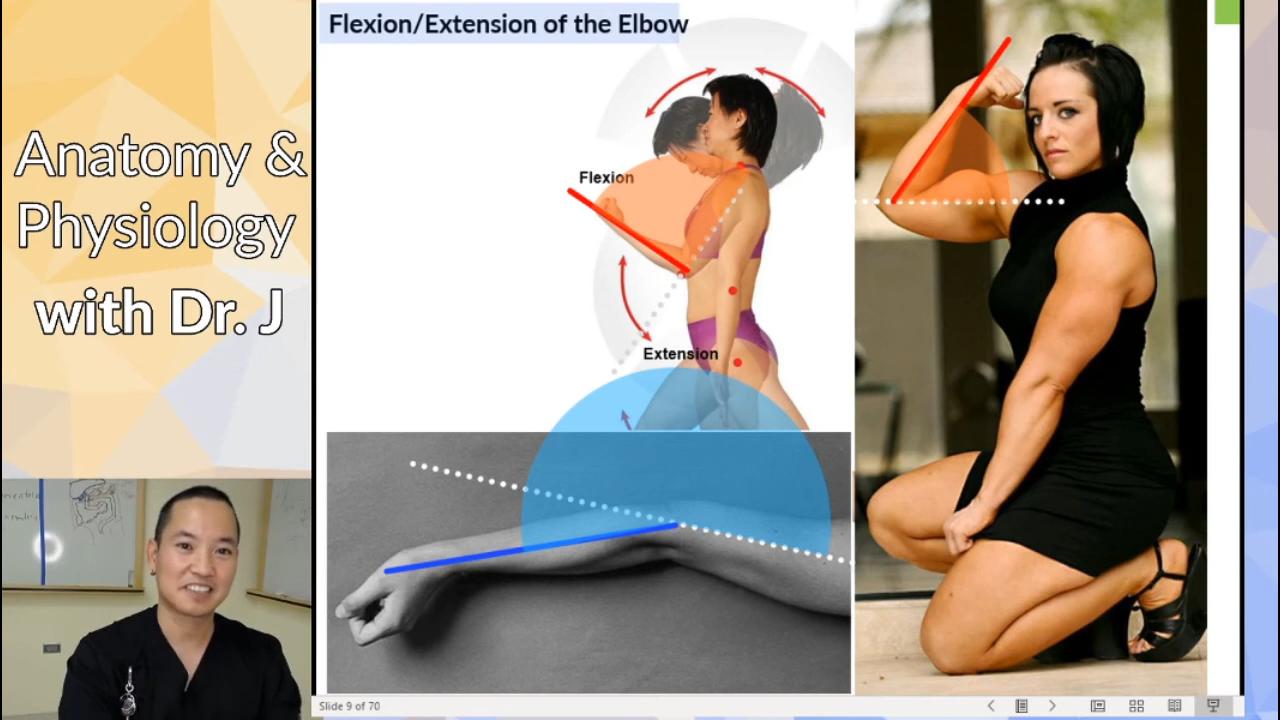 Flexion/Extension of the Elbow
Anatomy &
Physiology
with Dr. J
Flexion
Extension
Slide 9 of 70